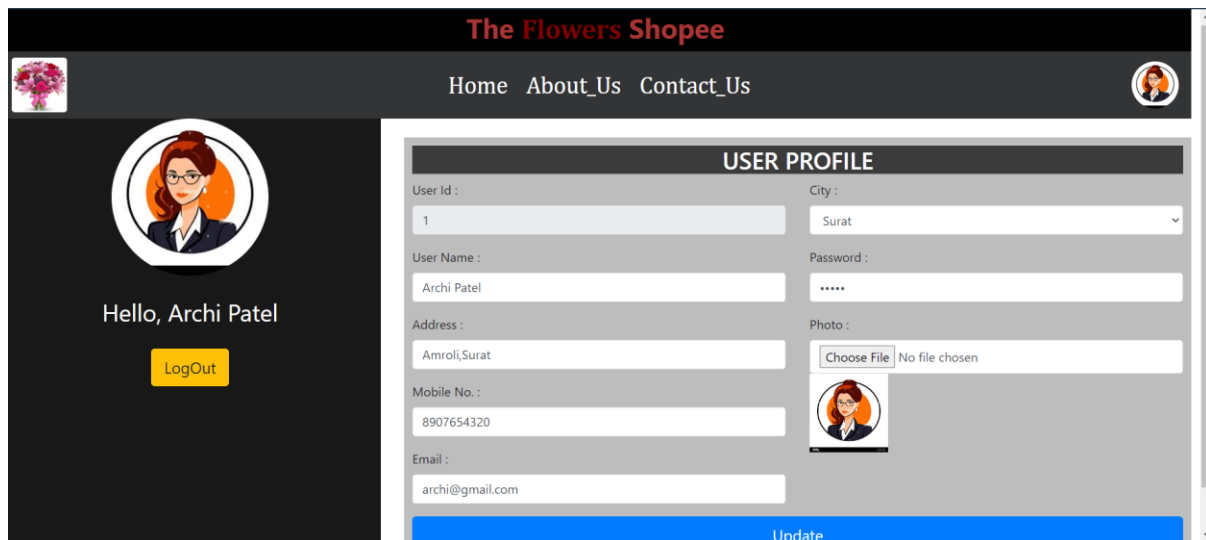 The Flowers Shopee
Home About_Us Contact_Us
Hello, Archi Patel
LogOut
USER PROFILE
User Id :
1
User Name :
Archi Patel
Address :
Amroli,Surat
Mobile No. :
8907654320
Email :
archi@gmail.com
City :
Surat
Password :
•••••
Photo :
Choose File No file chosen
Update